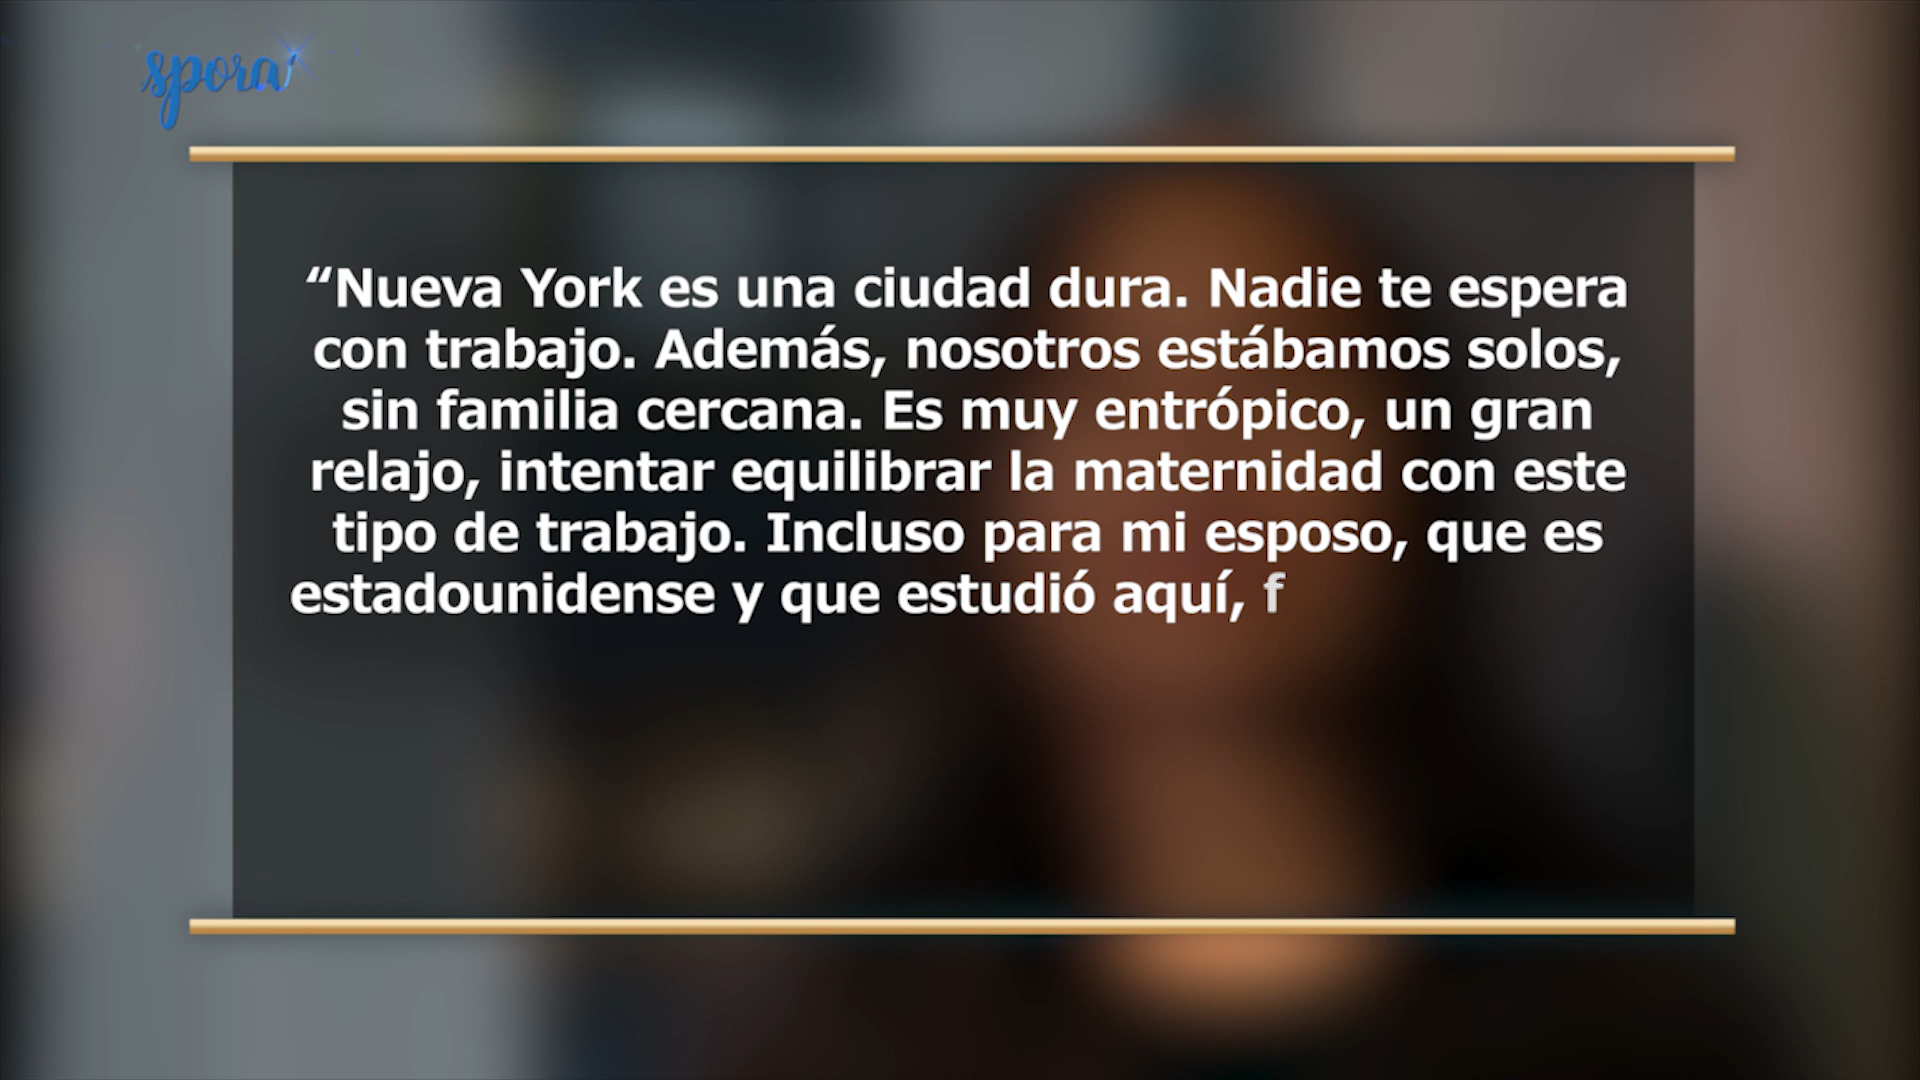 spora
“Nueva York es una ciudad dura. Nadie te espera
con trabajo. Además, nosotros estábamos solos,
sin familia cercana. Es muy entrópico, un gran
relajo, intentar equilibrar la maternidad con este
tipo de trabajo. Incluso para mi esposo, que es
estadounidense y que estudió aquí, f